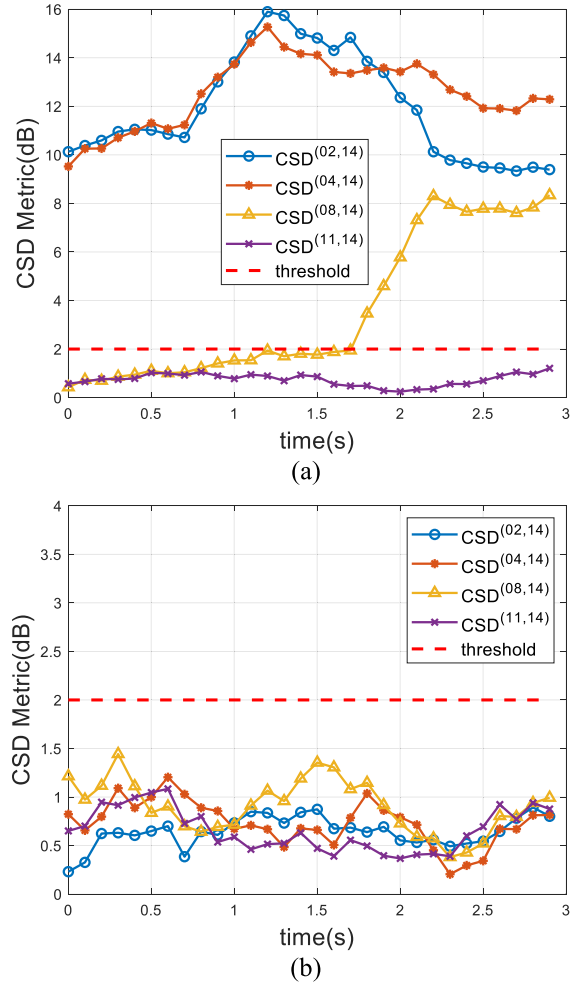 16
14
12
10
8
6
4
2
0
CSD Metric(dB)
CSD^(02,14)
CSD^(04,14)
CSD^(08,14)
CSD^(11,14)
threshold
0 0.5 1 1.5 2 2.5 3
time(s)
(a)
4
3.5
3
2.5
2
1.5
1
0.5
0
CSD Metric(dB)
CSD^(02,14)
CSD^(04,14)
CSD^(08,14)
CSD^(11,14)
threshold
0 0.5 1 1.5 2 2.5 3
time(s)
(b)